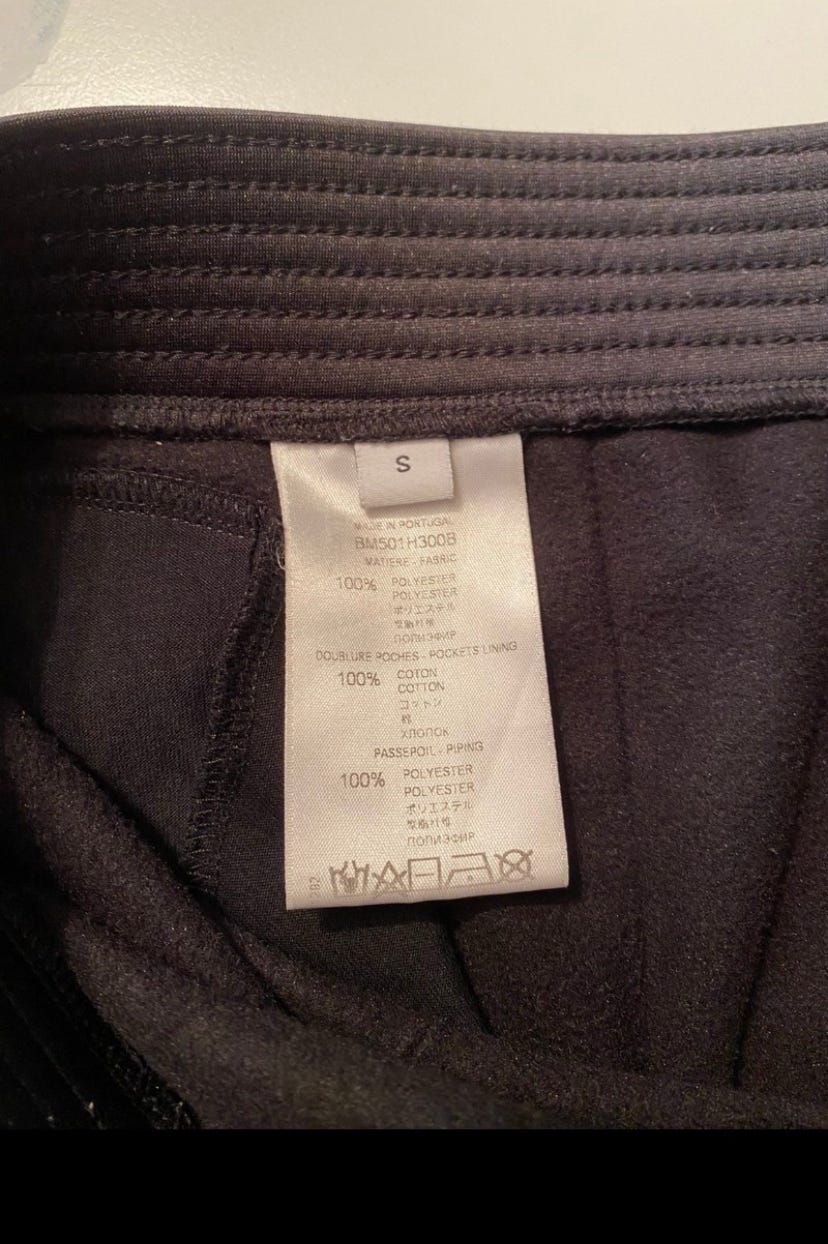 S
MADE IN PORTUGAL
BM501H300B
MATIERE - FABRIC
100% POLYESTER
POLYESTER
ポリエステル
聚酯纤维
ПОЛИЭФИР
DOUBLURE POCHES - POCKETS LINING
100% COTON
COTTON
コットン
棉
ХЛОПОК
PASSEPOIL - PIPING
100% POLYESTER
POLYESTER
ポリエステル
聚酯纤维
ПОЛИЭФИР